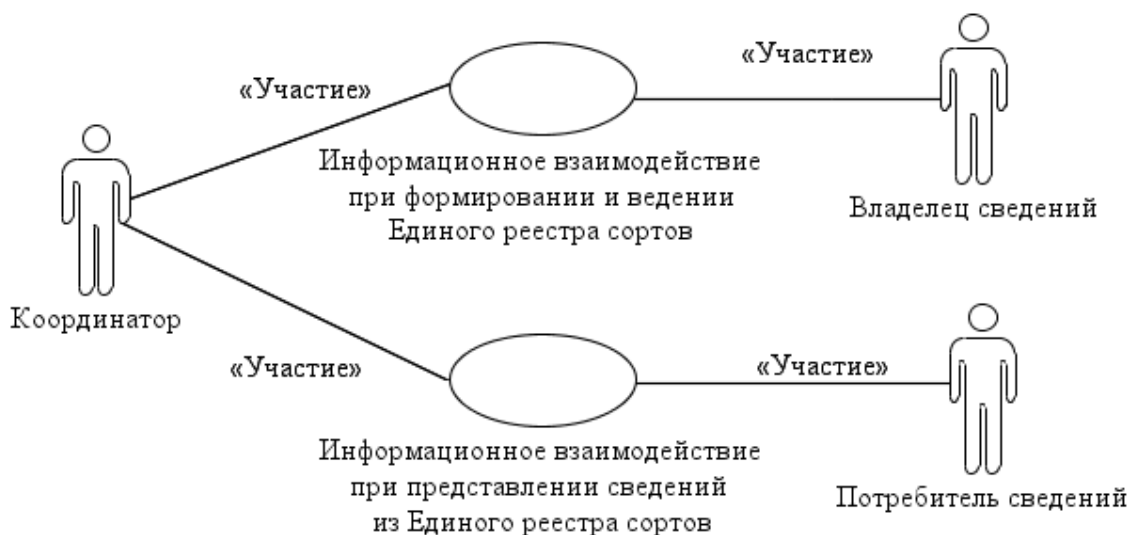 «Участие»
«Участие»
Информационное взаимодействие
при формировании и ведении
Единого реестра сортов
Владелец сведений
Координатор
«Участие»
«Участие»
Информационное взаимодействие
при представлении сведений
из Единого реестра сортов
Потребитель сведений